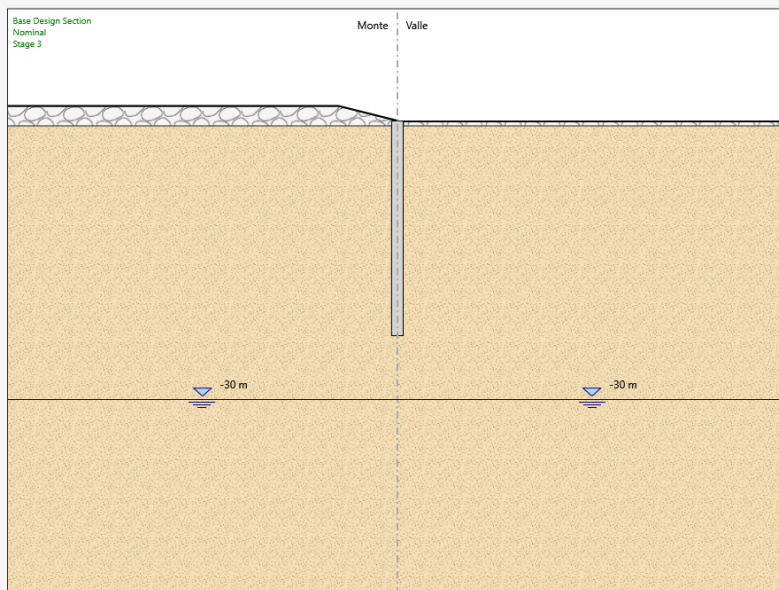 Base Design Section
Nominal
Stage 3
Monte
Valle
-30 m
-30 m